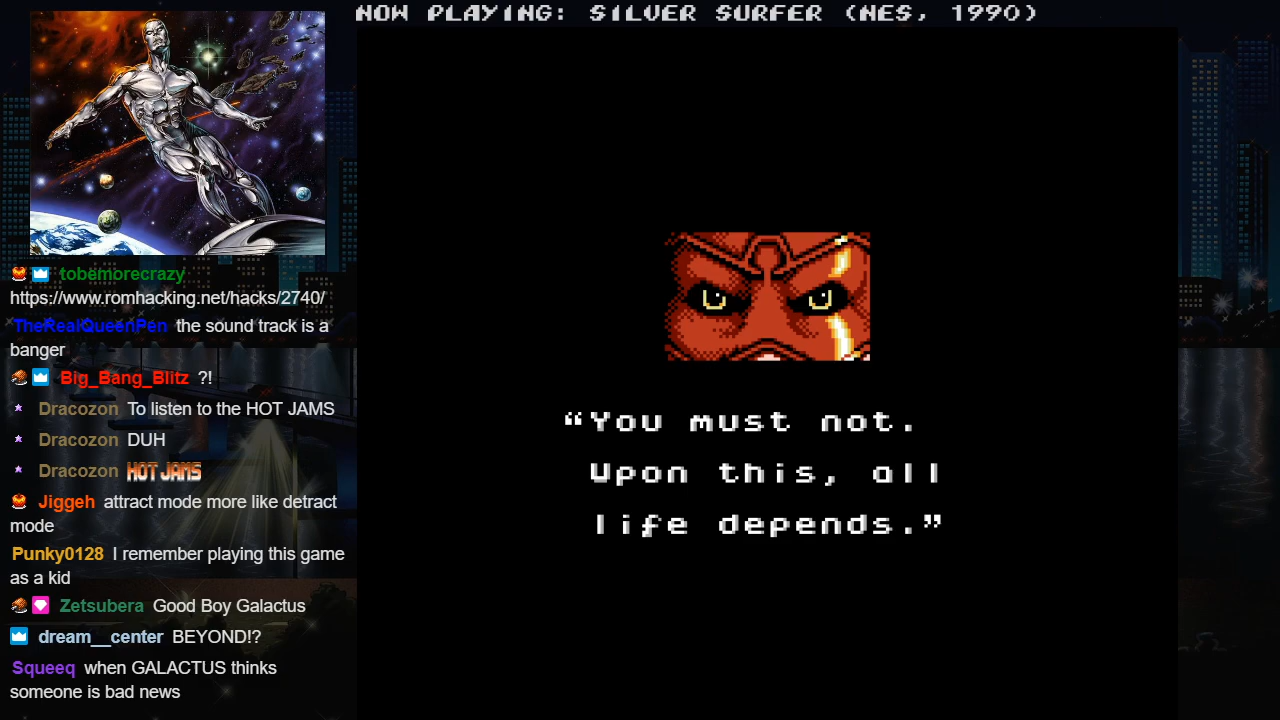 NOW PLAYING: SILVER SURFER (NES, 1990)
tobemorecrazy
https://www.romhacking.net/hacks/2740/
TheRealQueenPen the sound track is a
banger
Big_Bang_Blitz ?!
Dracozon To listen to the HOT JAMS
Dracozon DUH
Dracozon HOT JAMS
Jiggeh attract mode more like detract
mode
Punky0128 I remember playing this game
as a kid
Zetsubera Good Boy Galactus
dream__center BEYOND!?
Squeeq when GALACTUS thinks
someone is bad news
“You must not.
Upon this, all
life depends.”